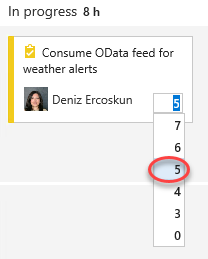 In progress 8 h
Consume OData feed for
weather alerts
Deniz Ercoskun 5
7
6
5
4
3
0